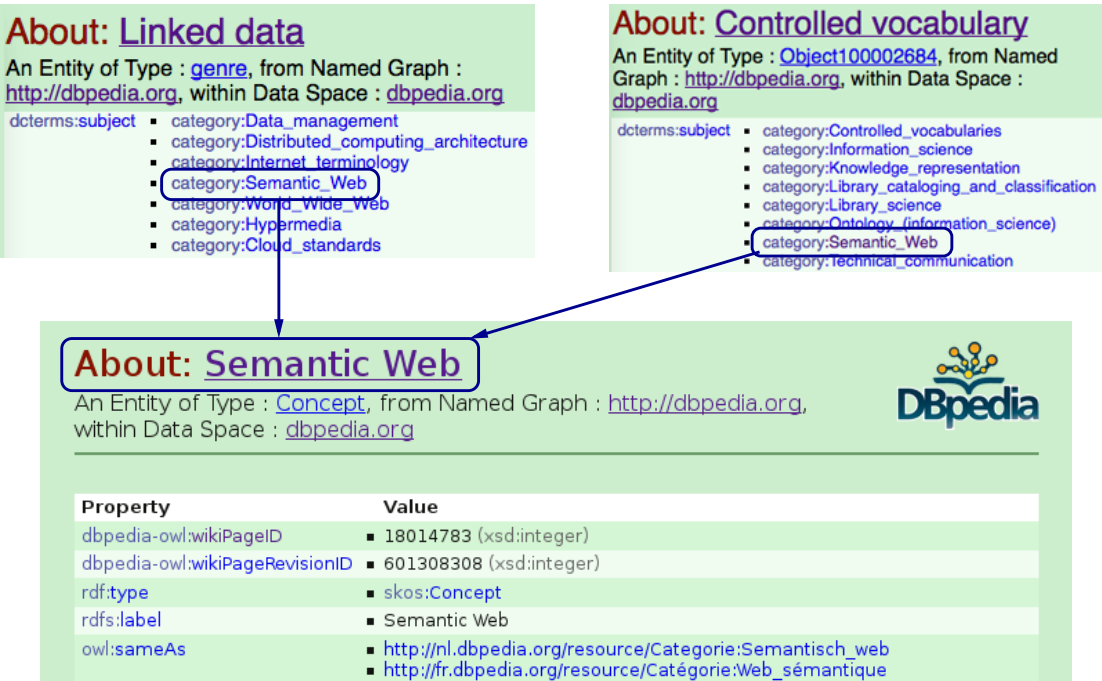 About: Linked data
An Entity of Type : genre, from Named Graph :
http://dbpedia.org, within Data Space : dbpedia.org
dcterms:subject ▪ category:Data_management
▪ category:Distributed_computing_architecture
▪ category:Internet_terminology
▪ category:Semantic_Web
▪ category:World_Wide_Web
▪ category:Hypermedia
▪ category:Cloud_standards
About: Controlled vocabulary
An Entity of Type : Object100002684, from Named
Graph : http://dbpedia.org, within Data Space :
dbpedia.org
dcterms:subject ▪ category:Controlled_vocabularies
▪ category:Information_science
▪ category:Knowledge_representation
▪ category:Library_cataloging_and_classification
▪ category:Library_science
▪ category:Ontology_(information_science)
▪ category:Semantic_Web
▪ category:Technical_communication
About: Semantic Web
An Entity of Type : Concept, from Named Graph : http://dbpedia.org,
within Data Space : dbpedia.org
DBpedia
Property Value
dbpedia-owl:wikiPageID ▪ 18014783 (xsd:integer)
dbpedia-owl:wikiPageRevisionID ▪ 601308308 (xsd:integer)
rdf:type ▪ skos:Concept
rdfs:label ▪ Semantic Web
owl:sameAs ▪ http://nl.dbpedia.org/resource/Categorie:Semantisch_web
▪ http://fr.dbpedia.org/resource/Catégorie:Web_sémantique